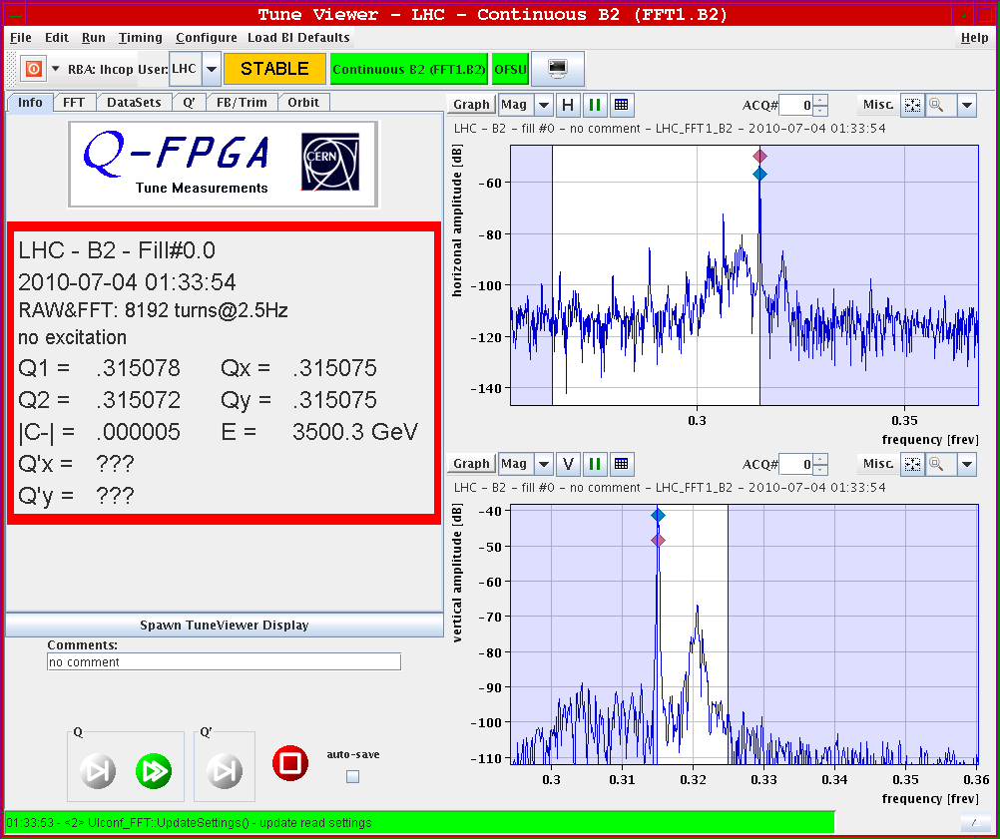 Tune Viewer - LHC - Continuous B2 (FFT1.B2)
File Edit Run Timing Configure Load BI Defaults Help
RBA: lhcop User: LHC STABLE Continuous B2 (FFT1.B2) OFSU
Info FFT DataSets Q' FB/Trim Orbit
Q-FPGA
Tune Measurements
CERN
LHC - B2 - Fill#0.0
2010-07-04 01:33:54
RAW&FFT: 8192 turns@2.5Hz
no excitation
Q1 = .315078 Qx = .315075
Q2 = .315072 Qy = .315075
|C-| = .000005 E = 3500.3 GeV
Q'x = ???
Q'y = ???
Spawn TuneViewer Display
Comments:
no comment
Q
Q'
auto-save
Graph Mag H ACQ# 0 Misc.
LHC - B2 - fill #0 - no comment - LHC_FFT1_B2 - 2010-07-04 01:33:54
horizonal amplitude [dB]
-60
-80
-100
-120
-140
0.3 0.35
frequency [frev]
Graph Mag V ACQ# 0 Misc.
LHC - B2 - fill #0 - no comment - LHC_FFT1_B2 - 2010-07-04 01:33:54
vertical amplitude [dB]
-40
-50
-60
-70
-80
-90
-100
-110
0.3 0.31 0.32 0.33 0.34 0.35 0.36
frequency [frev]
01:33:53 - <2> UIconf_FFT::UpdateSettings() - update read settings